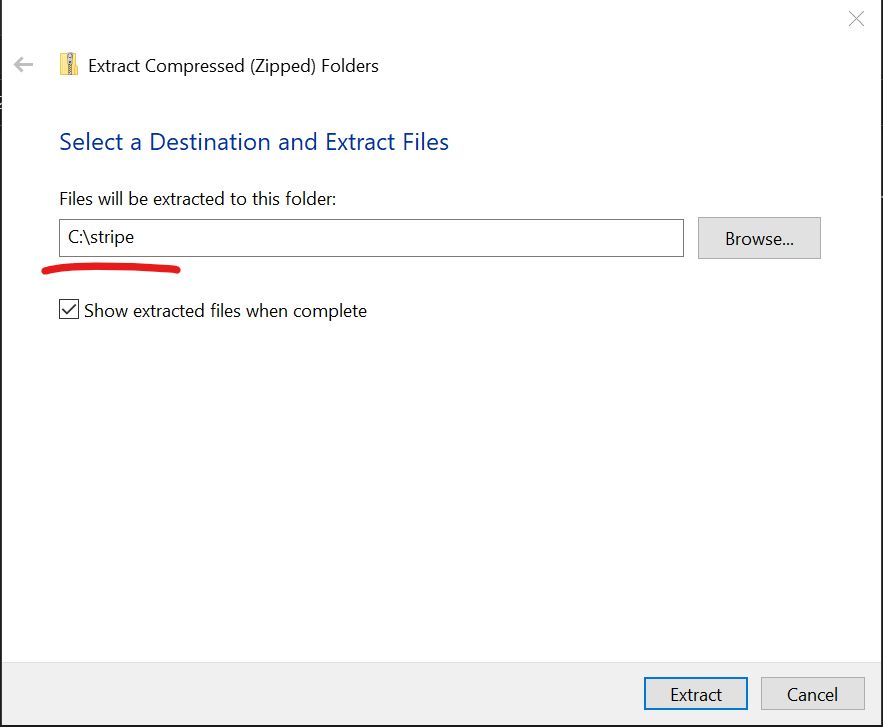 Extract Compressed (Zipped) Folders
Select a Destination and Extract Files
Files will be extracted to this folder:
C:\stripe
Browse...
Show extracted files when complete
Extract
Cancel